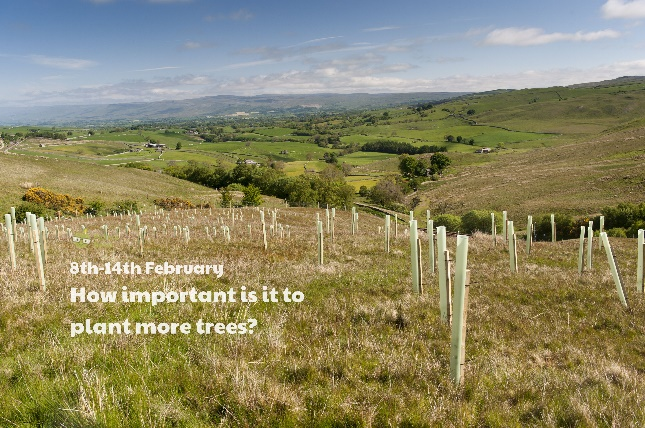 8th-14th February
How important is it to
plant more trees?